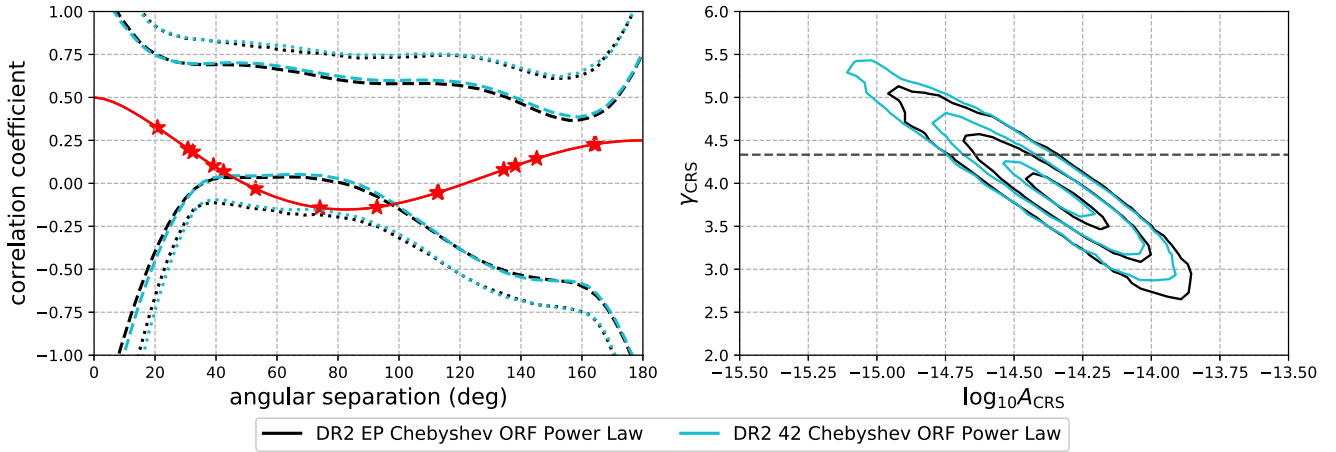 correlation coefficient
1.00
0.75
0.50
0.25
0.00
−0.25
−0.50
−0.75
−1.00
0 20 40 60 80 100 120 140 160 180
angular separation (deg)
γCRS
6.0
5.5
5.0
4.5
4.0
3.5
3.0
2.5
2.0
−15.50 −15.25 −15.00 −14.75 −14.50 −14.25 −14.00 −13.75 −13.50
log10ACRS
DR2 EP Chebyshev ORF Power Law DR2 42 Chebyshev ORF Power Law